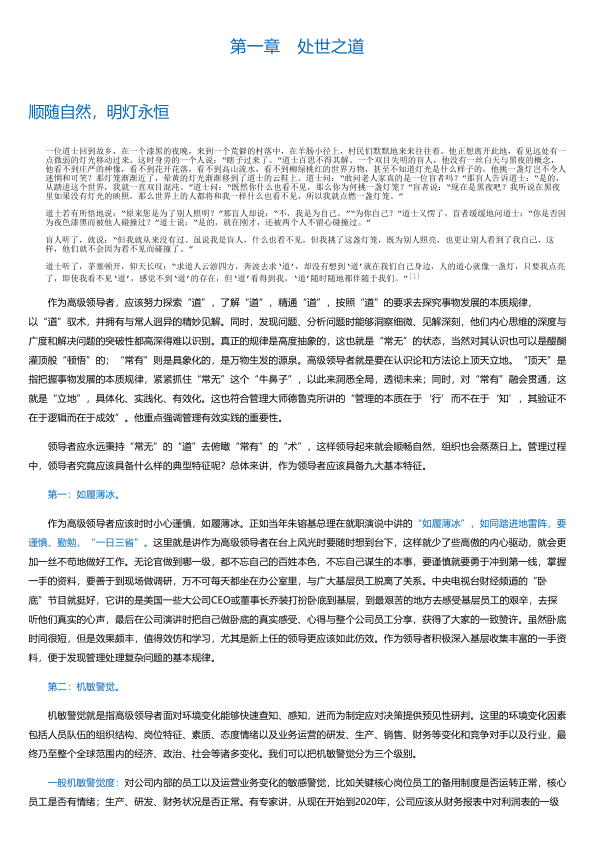 第一章　处世之道
顺随自然，明灯永恒
一位道士回到故乡，在一个漆黑的夜晚，来到一个荒僻的村落中，在羊肠小径上，村民们默默地来来往往着。他正想离开此地，看见远处有一
点微弱的灯光移动过来。这时身旁的一个人说：“瞎子过来了。”道士百思不得其解。一个双目失明的盲人，他没有一丝白天与黑夜的概念，
他看不到庄严的神像，看不到花开花落，看不到高山流水，看不到柳绿桃红的世界万物，甚至不知道灯光是什么样子的，他挑一盏灯岂不令人
迷惘和可笑？那灯笼渐渐近了，晕黄的灯光渐渐移到了道士的云鞋上。道士问：“敢问老人家真的是一位盲者吗？”那盲人告诉道士：“是的，
从踏进这个世界，我就一直双目混沌。”道士问：“既然你什么也看不见，那么你为何挑一盏灯笼？”盲者说：“现在是黑夜吧？我听说在黑夜
里如果没有灯光的映照，那么世界上的人都将和我一样什么也看不见，所以我就点燃一盏灯笼。”
道士若有所悟地说：“原来您是为了别人照明？”那盲人却说：“不，我是为自己。”“为你自己？”道士又愣了。盲者缓缓地问道士：“你是否因
为夜色漆黑而被他人碰撞过？”道士说：“是的，就在刚才，还被两个人不留心碰撞过。”
盲人听了，就说：“但我就从来没有过。虽说我是盲人，什么也看不见，但我挑了这盏灯笼，既为别人照亮，也更让别人看到了我自己，这
样，他们就不会因为看不见而碰撞了。”
道士听了，茅塞顿开，仰天长叹：“求道人云游四方，奔波去求‘道’，却没有想到‘道’就在我们自己身边，人的道心就像一盏灯，只要我点亮
了，即使我看不见‘道’，感觉不到‘道’的存在，但‘道’看得到我，‘道’随时随地都伴随于我们。”[1]
作为高级领导者，应该努力探索“道”，了解“道”，精通“道”，按照“道”的要求去探究事物发展的本质规律，
以“道”驭术，并拥有与常人迥异的精妙见解。同时，发现问题、分析问题时能够洞察细微、见解深刻，他们内心思维的深度与
广度和解决问题的突破性都高深得难以识别。真正的规律是高度抽象的，这也就是“常无”的状态，当然对其认识也可以是醍醐
灌顶般“顿悟”的；“常有”则是具象化的，是万物生发的源泉。高级领导者就是要在认识论和方法论上顶天立地。“顶天”是
指把握事物发展的本质规律，紧紧抓住“常无”这个“牛鼻子”，以此来洞悉全局，透彻未来；同时，对“常有”融会贯通，这
就是“立地”，具体化、实践化、有效化。这也符合管理大师德鲁克所讲的“管理的本质在于‘行’而不在于‘知’，其验证不
在于逻辑而在于成效”。他重点强调管理有效实践的重要性。
领导者应永远秉持“常无”的“道”去俯瞰“常有”的“术”，这样领导起来就会顺畅自然，组织也会蒸蒸日上。管理过程
中，领导者究竟应该具备什么样的典型特征呢？总体来讲，作为领导者应该具备九大基本特征。
第一：如履薄冰。
作为高级领导者应该时时小心谨慎，如履薄冰。正如当年朱镕基总理在就职演说中讲的“如履薄冰”，如同踏进地雷阵，要
谨慎、勤勉，“一日三省”。这里就是讲作为高级领导者在台上风光时要随时想到台下，这样就少了些高傲的内心驱动，就会更
加一丝不苟地做好工作。无论官做到哪一级，都不忘自己的百姓本色，不忘自己谋生的本事，要谨慎就要勇于冲到第一线，掌握
一手的资料，要善于到现场做调研，万不可每天都坐在办公室里，与广大基层员工脱离了关系。中央电视台财经频道的“卧
底”节目就挺好，它讲的是美国一些大公司CEO或董事长乔装打扮卧底到基层，到最艰苦的地方去感受基层员工的艰辛，去探
听他们真实的心声，最后在公司演讲时把自己做卧底的真实感受、心得与整个公司员工分享，获得了大家的一致赞许。虽然卧底
时间很短，但是效果颇丰，值得效仿和学习，尤其是新上任的领导更应该如此仿效。作为领导者积极深入基层收集丰富的一手资
料，便于发现管理处理复杂问题的基本规律。
第二：机敏警觉。
机敏警觉就是指高级领导者面对环境变化能够快速查知、感知，进而为制定应对决策提供预见性研判。这里的环境变化因素
包括人员队伍的组织结构、岗位特征、素质、态度情绪以及业务运营的研发、生产、销售、财务等变化和竞争对手以及行业，最
终乃至整个全球范围内的经济、政治、社会等诸多变化。我们可以把机敏警觉分为三个级别。
一般机敏警觉度：对公司内部的员工以及运营业务变化的敏感警觉，比如关键核心岗位员工的备用制度是否运转正常，核心
员工是否有情绪；生产、研发、财务状况是否正常。有专家讲，从现在开始到2020年，公司应该从财务报表中对利润表的一级